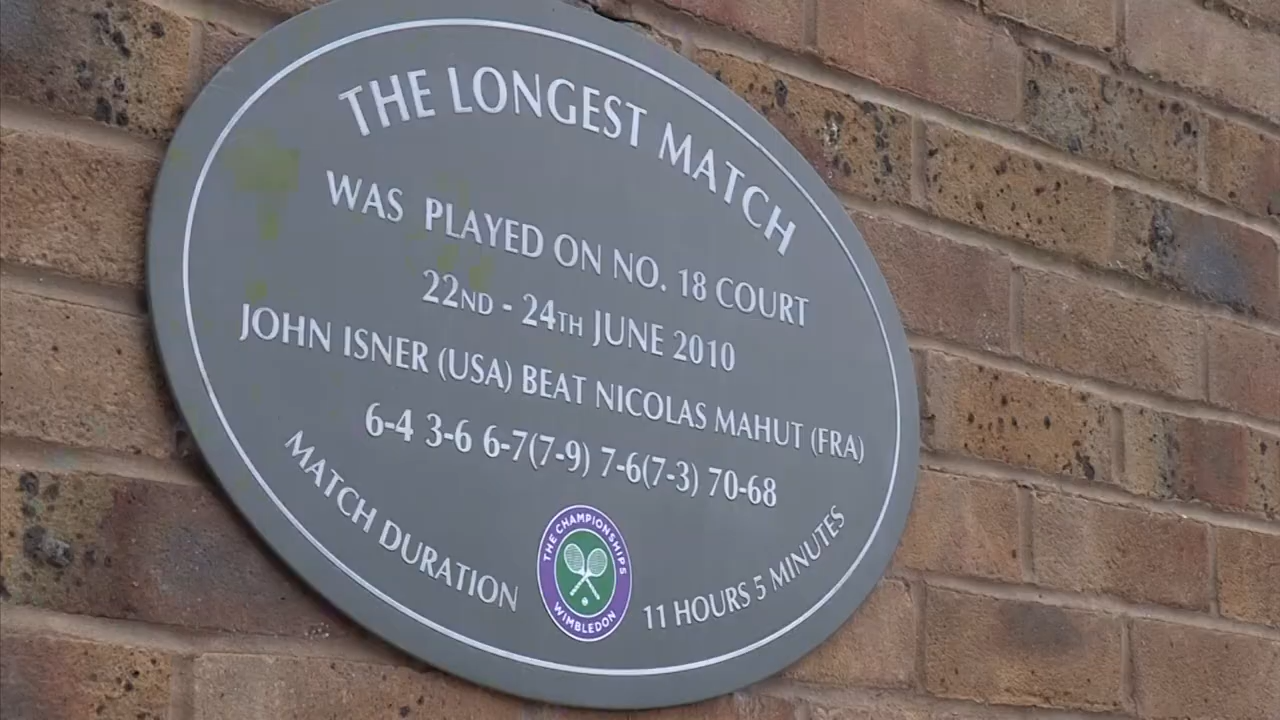 THE LONGEST MATCH
WAS PLAYED ON NO. 18 COURT
22ND - 24TH JUNE 2010
JOHN ISNER (USA) BEAT NICOLAS MAHUT (FRA)
6-4 3-6 6-7(7-9) 7-6(7-3) 70-68
MATCH DURATION
THE CHAMPIONSHIPS
WIMBLEDON
11 HOURS 5 MINUTES